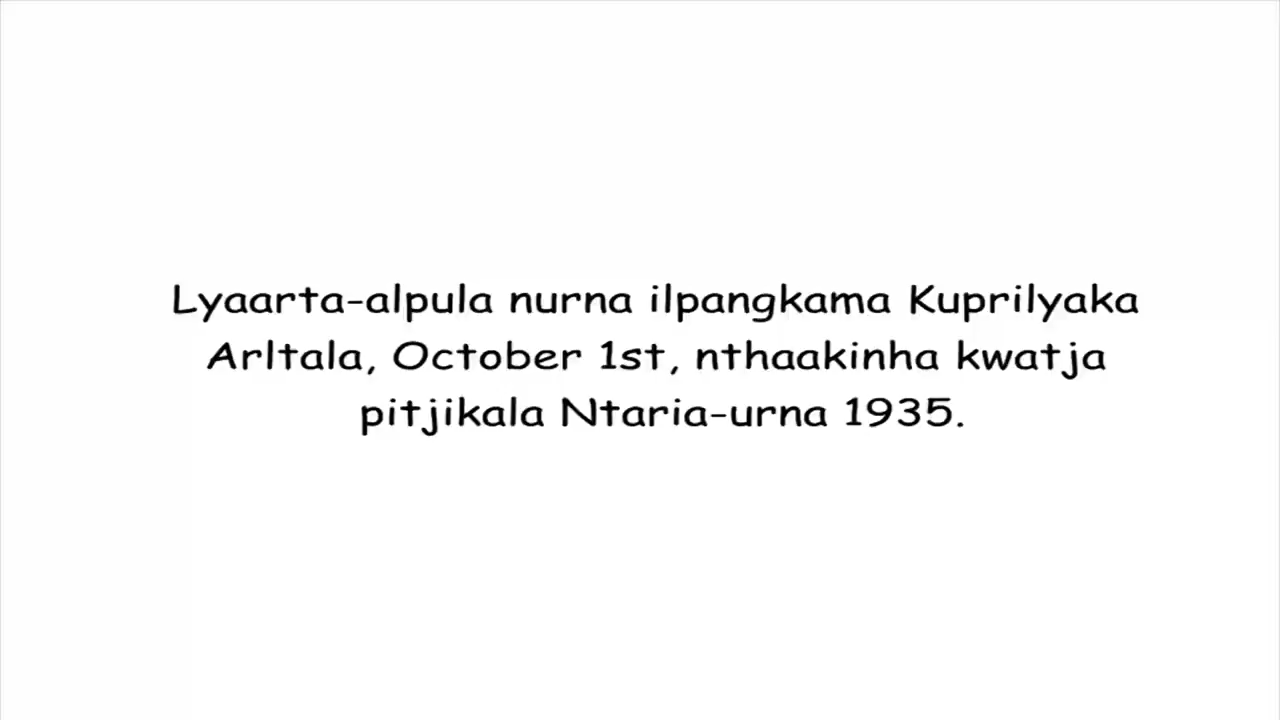 Lyaarta-alpula nurna ilpangkama Kuprilyaka
Arltala, October 1st, nthaakinha kwatja
pitjikala Ntaria-urna 1935.